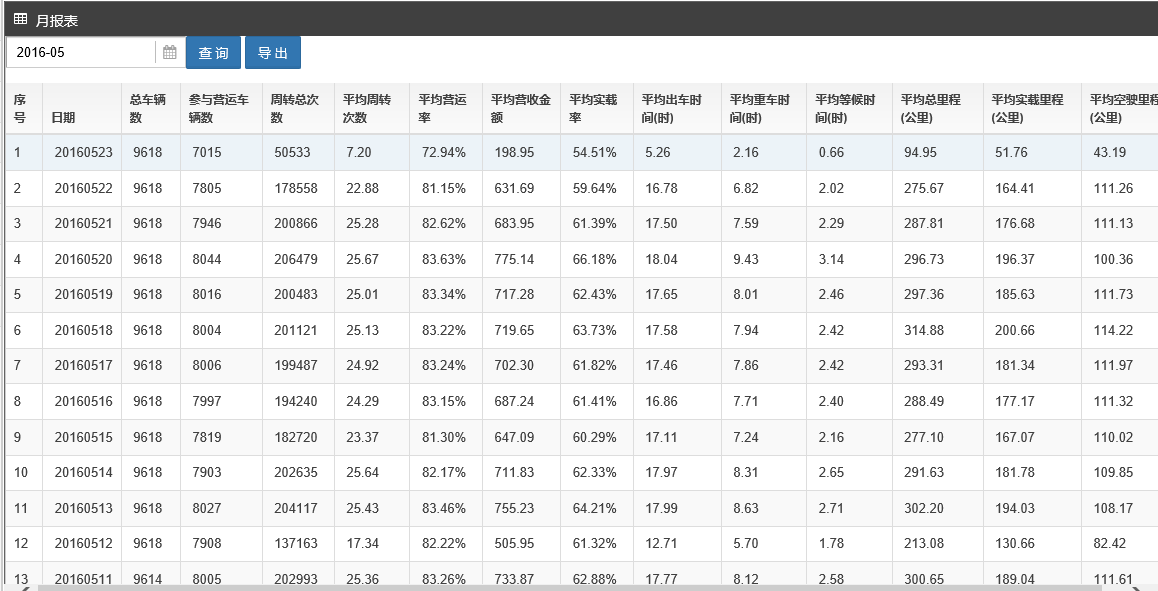 月报表
2016-05 查 询 导 出
序号 日期 总车辆数 参与营运车辆数 周转总次数 平均周转次数 平均营运率 平均营收金额 平均实载率 平均出车时间(时) 平均重车时间(时) 平均等候时间(时) 平均总里程(公里) 平均实载里程(公里) 平均空驶里程(公里)
1 20160523 9618 7015 50533 7.20 72.94% 198.95 54.51% 5.26 2.16 0.66 94.95 51.76 43.19
2 20160522 9618 7805 178558 22.88 81.15% 631.69 59.64% 16.78 6.82 2.02 275.67 164.41 111.26
3 20160521 9618 7946 200866 25.28 82.62% 683.95 61.39% 17.50 7.59 2.29 287.81 176.68 111.13
4 20160520 9618 8044 206479 25.67 83.63% 775.14 66.18% 18.04 9.43 3.14 296.73 196.37 100.36
5 20160519 9618 8016 200483 25.01 83.34% 717.28 62.43% 17.65 8.01 2.46 297.36 185.63 111.73
6 20160518 9618 8004 201121 25.13 83.22% 719.65 63.73% 17.58 7.94 2.42 314.88 200.66 114.22
7 20160517 9618 8006 199487 24.92 83.24% 702.30 61.82% 17.46 7.86 2.42 293.31 181.34 111.97
8 20160516 9618 7997 194240 24.29 83.15% 687.24 61.41% 16.86 7.71 2.40 288.49 177.17 111.32
9 20160515 9618 7819 182720 23.37 81.30% 647.09 60.29% 17.11 7.24 2.16 277.10 167.07 110.02
10 20160514 9618 7903 202635 25.64 82.17% 711.83 62.33% 17.97 8.31 2.65 291.63 181.78 109.85
11 20160513 9618 8027 204117 25.43 83.46% 755.23 64.21% 17.99 8.63 2.71 302.20 194.03 108.17
12 20160512 9618 7908 137163 17.34 82.22% 505.95 61.32% 12.71 5.70 1.78 213.08 130.66 82.42
13 20160511 9614 8005 202993 25.36 83.26% 733.87 62.88% 17.77 8.12 2.58 300.65 189.04 111.61